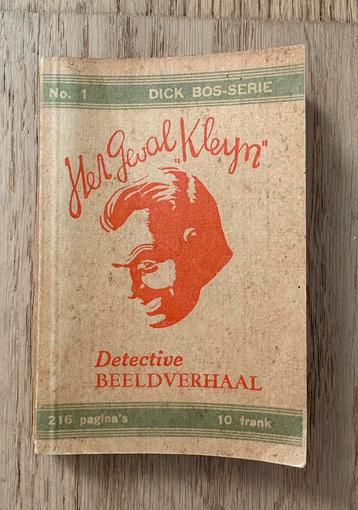 No. 1 DICK BOS-SERIE
Het Geval „Kleyn"
Detective
BEELDVERHAAL
216 pagina's 10 frank